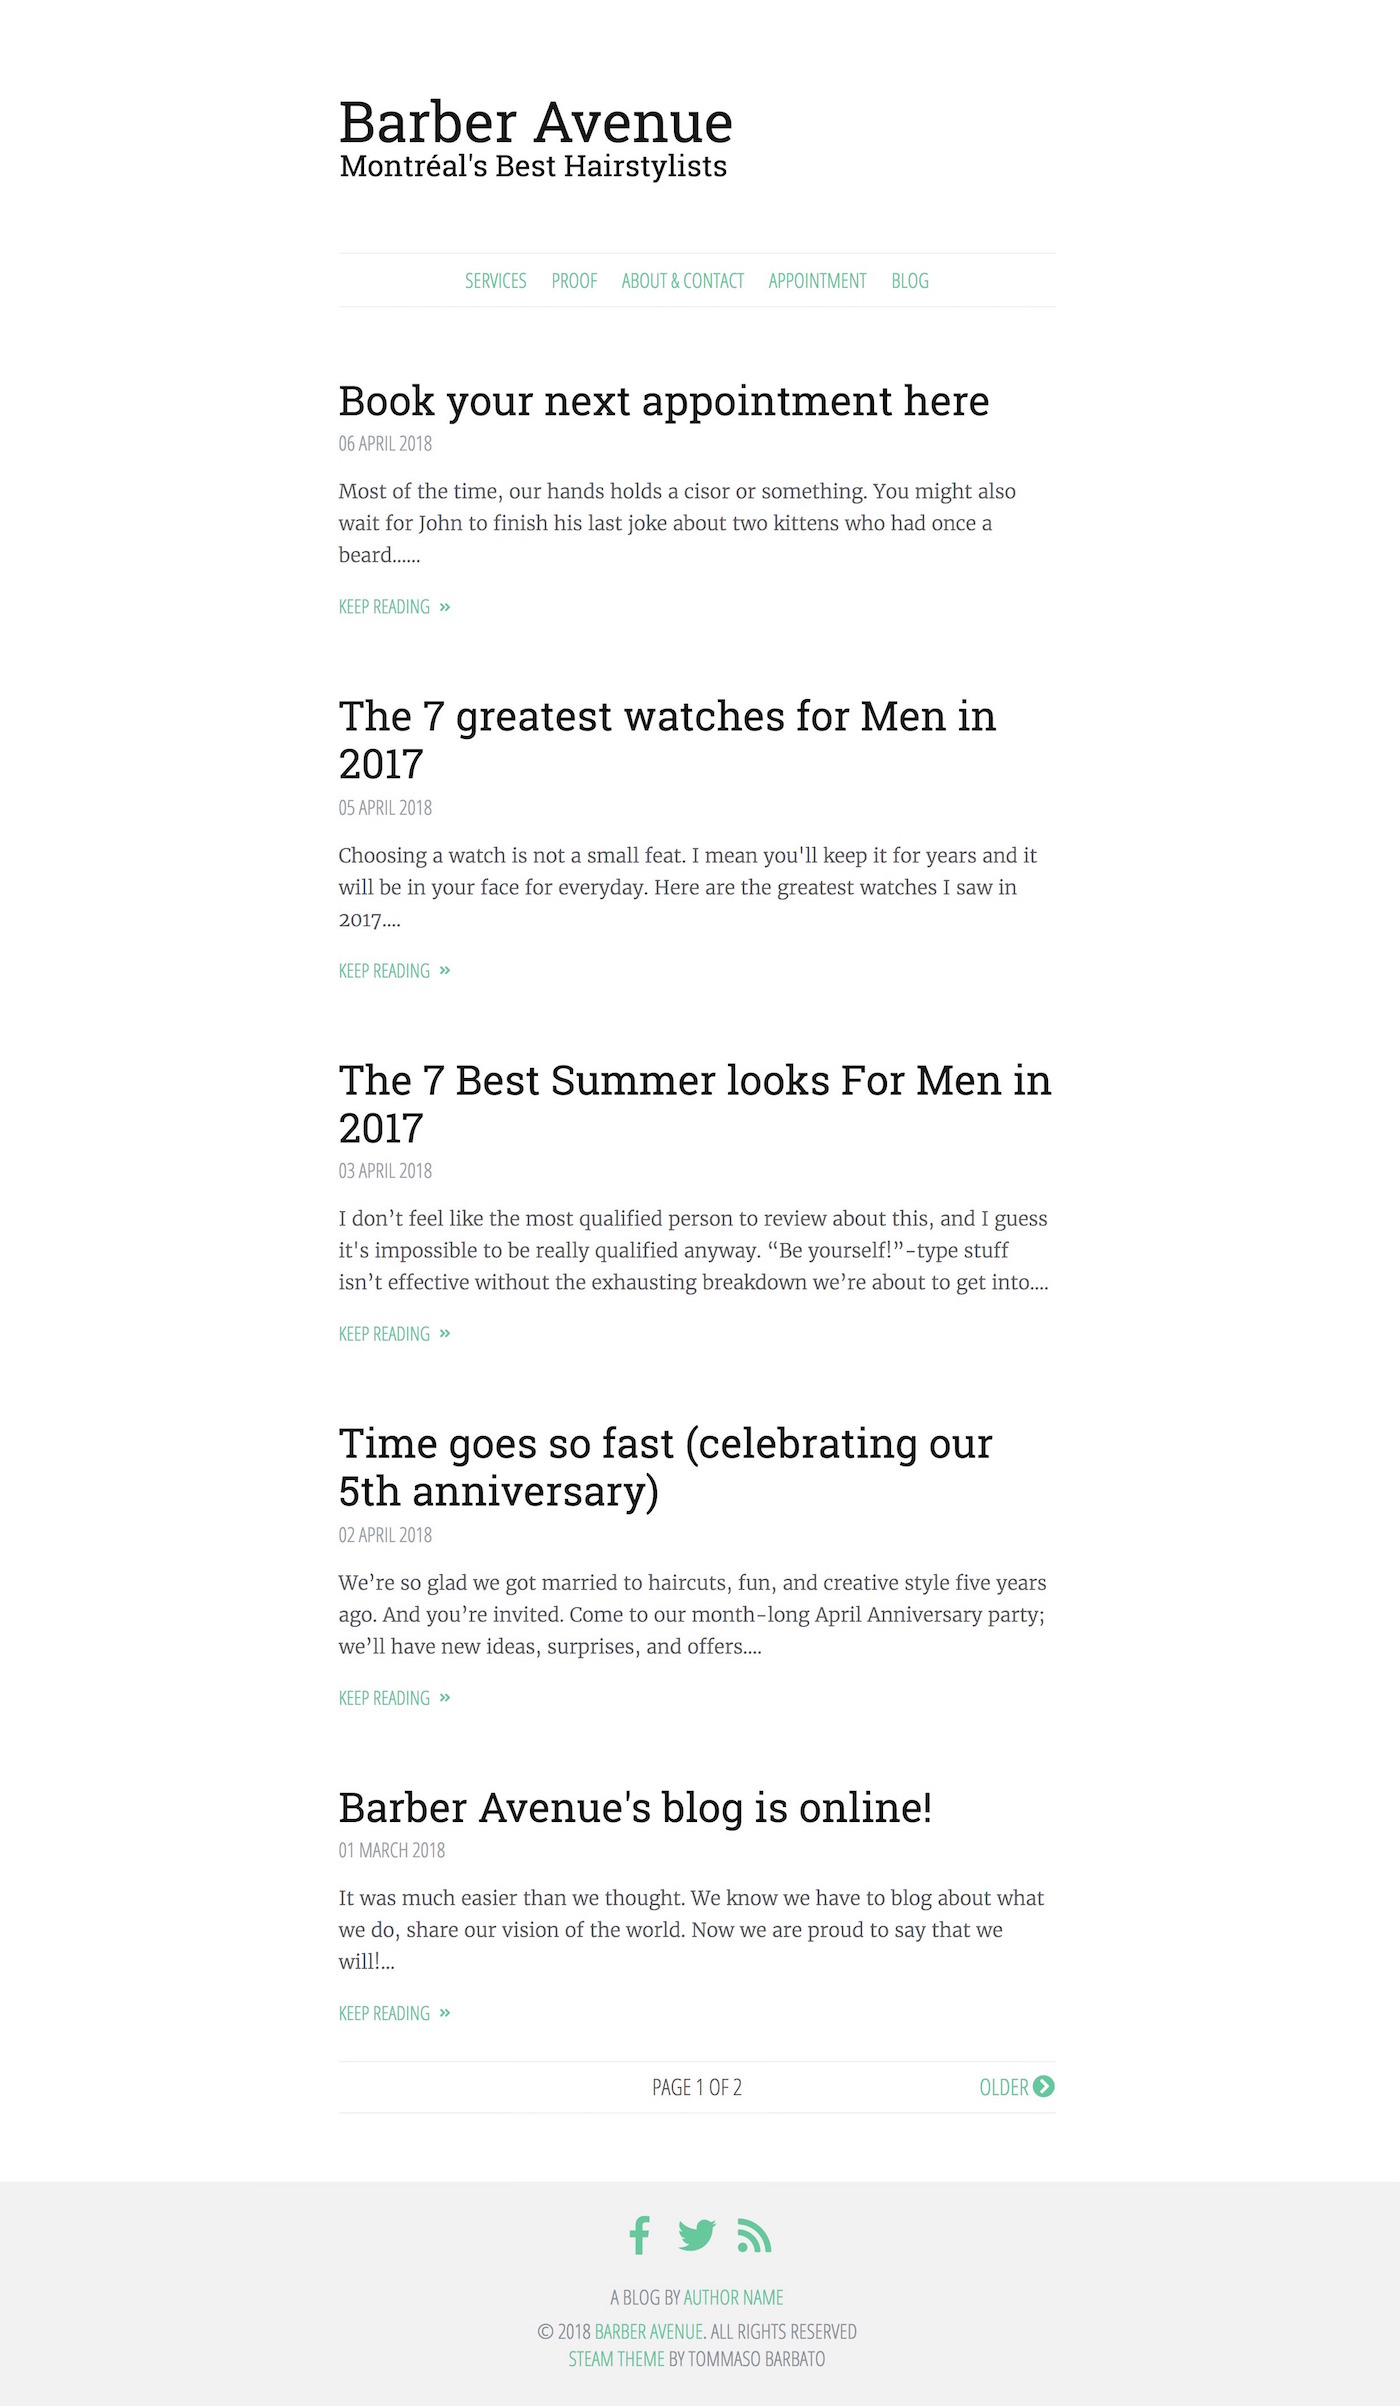 Barber Avenue
Montréal's Best Hairstylists
SERVICES PROOF ABOUT & CONTACT APPOINTMENT BLOG
Book your next appointment here
06 APRIL 2018
Most of the time, our hands holds a cisor or something. You might also
wait for John to finish his last joke about two kittens who had once a
beard......
KEEP READING »
The 7 greatest watches for Men in
2017
05 APRIL 2018
Choosing a watch is not a small feat. I mean you'll keep it for years and it
will be in your face for everyday. Here are the greatest watches I saw in
2017....
KEEP READING »
The 7 Best Summer looks For Men in
2017
03 APRIL 2018
I don’t feel like the most qualified person to review about this, and I guess
it's impossible to be really qualified anyway. “Be yourself!”-type stuff
isn’t effective without the exhausting breakdown we’re about to get into....
KEEP READING »
Time goes so fast (celebrating our
5th anniversary)
02 APRIL 2018
We’re so glad we got married to haircuts, fun, and creative style five years
ago. And you’re invited. Come to our month-long April Anniversary party;
we’ll have new ideas, surprises, and offers....
KEEP READING »
Barber Avenue's blog is online!
01 MARCH 2018
It was much easier than we thought. We know we have to blog about what
we do, share our vision of the world. Now we are proud to say that we
will!...
KEEP READING »
PAGE 1 OF 2 OLDER
A BLOG BY AUTHOR NAME
© 2018 BARBER AVENUE. ALL RIGHTS RESERVED
STEAM THEME BY TOMMASO BARBATO